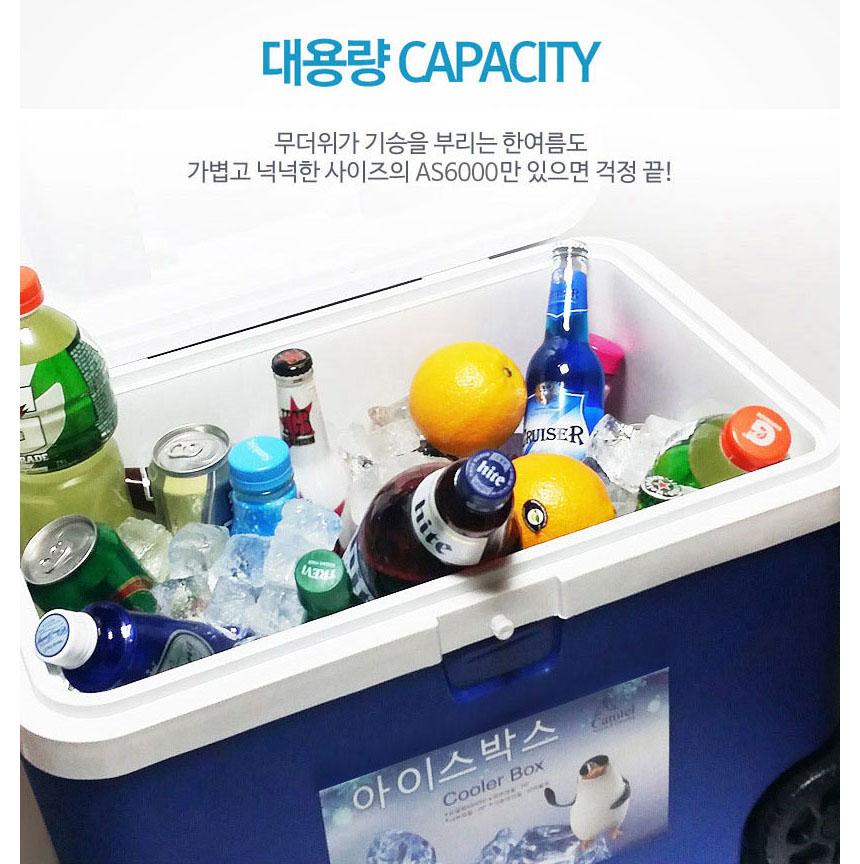 대용량 CAPACITY
무더위가 기승을 부리는 한여름도
가볍고 넉넉한 사이즈의 AS6000만 있으면 걱정 끝!
RUISER
hite
hite
TREVI
Camel
아이스박스
Cooler Box